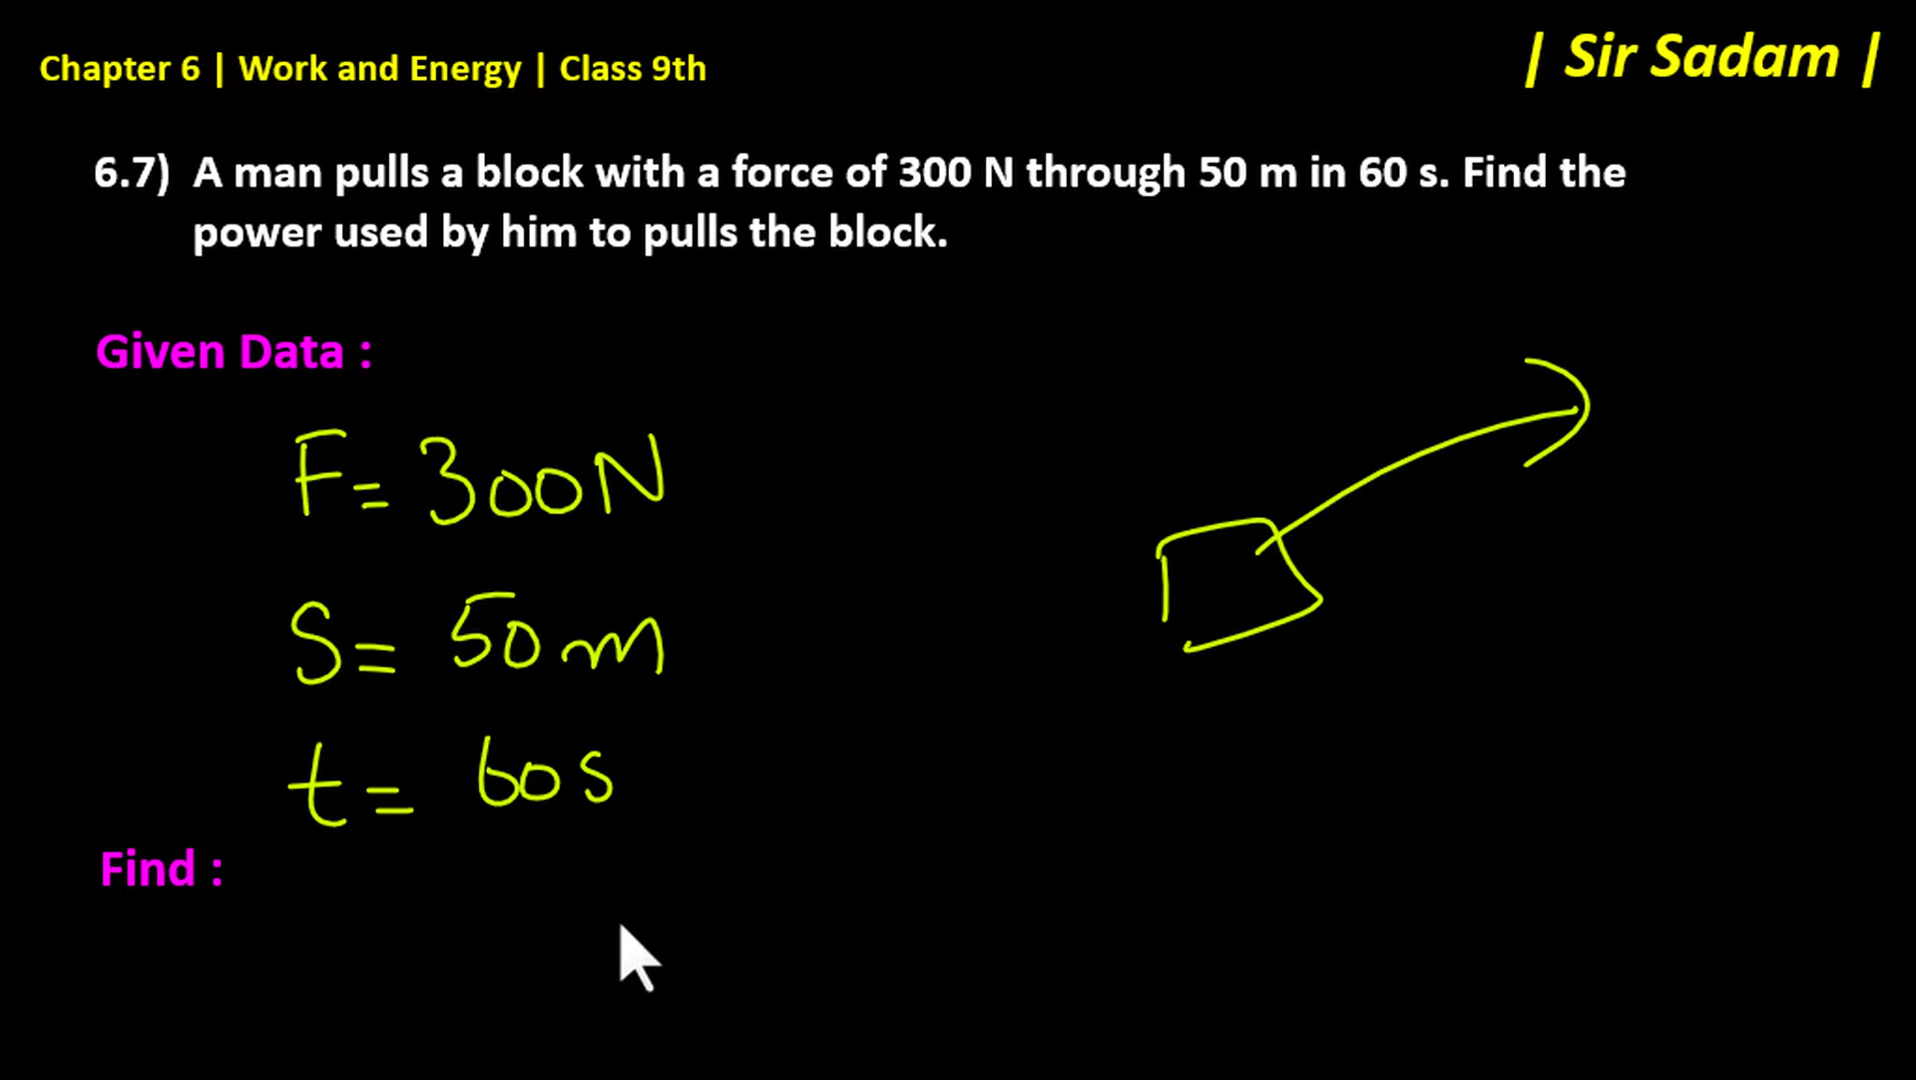 Chapter 6 | Work and Energy | Class 9th
| Sir Sadam |
6.7) A man pulls a block with a force of 300 N through 50 m in 60 s. Find the
power used by him to pulls the block.
Given Data :
F= 300N
S= 50m
t= 60s
Find :